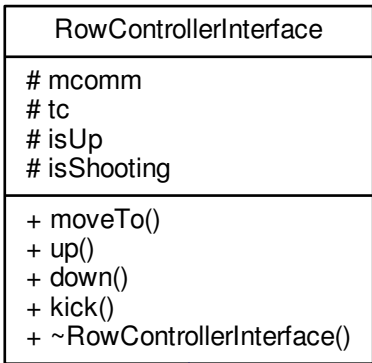 RowControllerInterface
# mcomm
# tc
# isUp
# isShooting
+ moveTo()
+ up()
+ down()
+ kick()
+ ~RowControllerInterface()